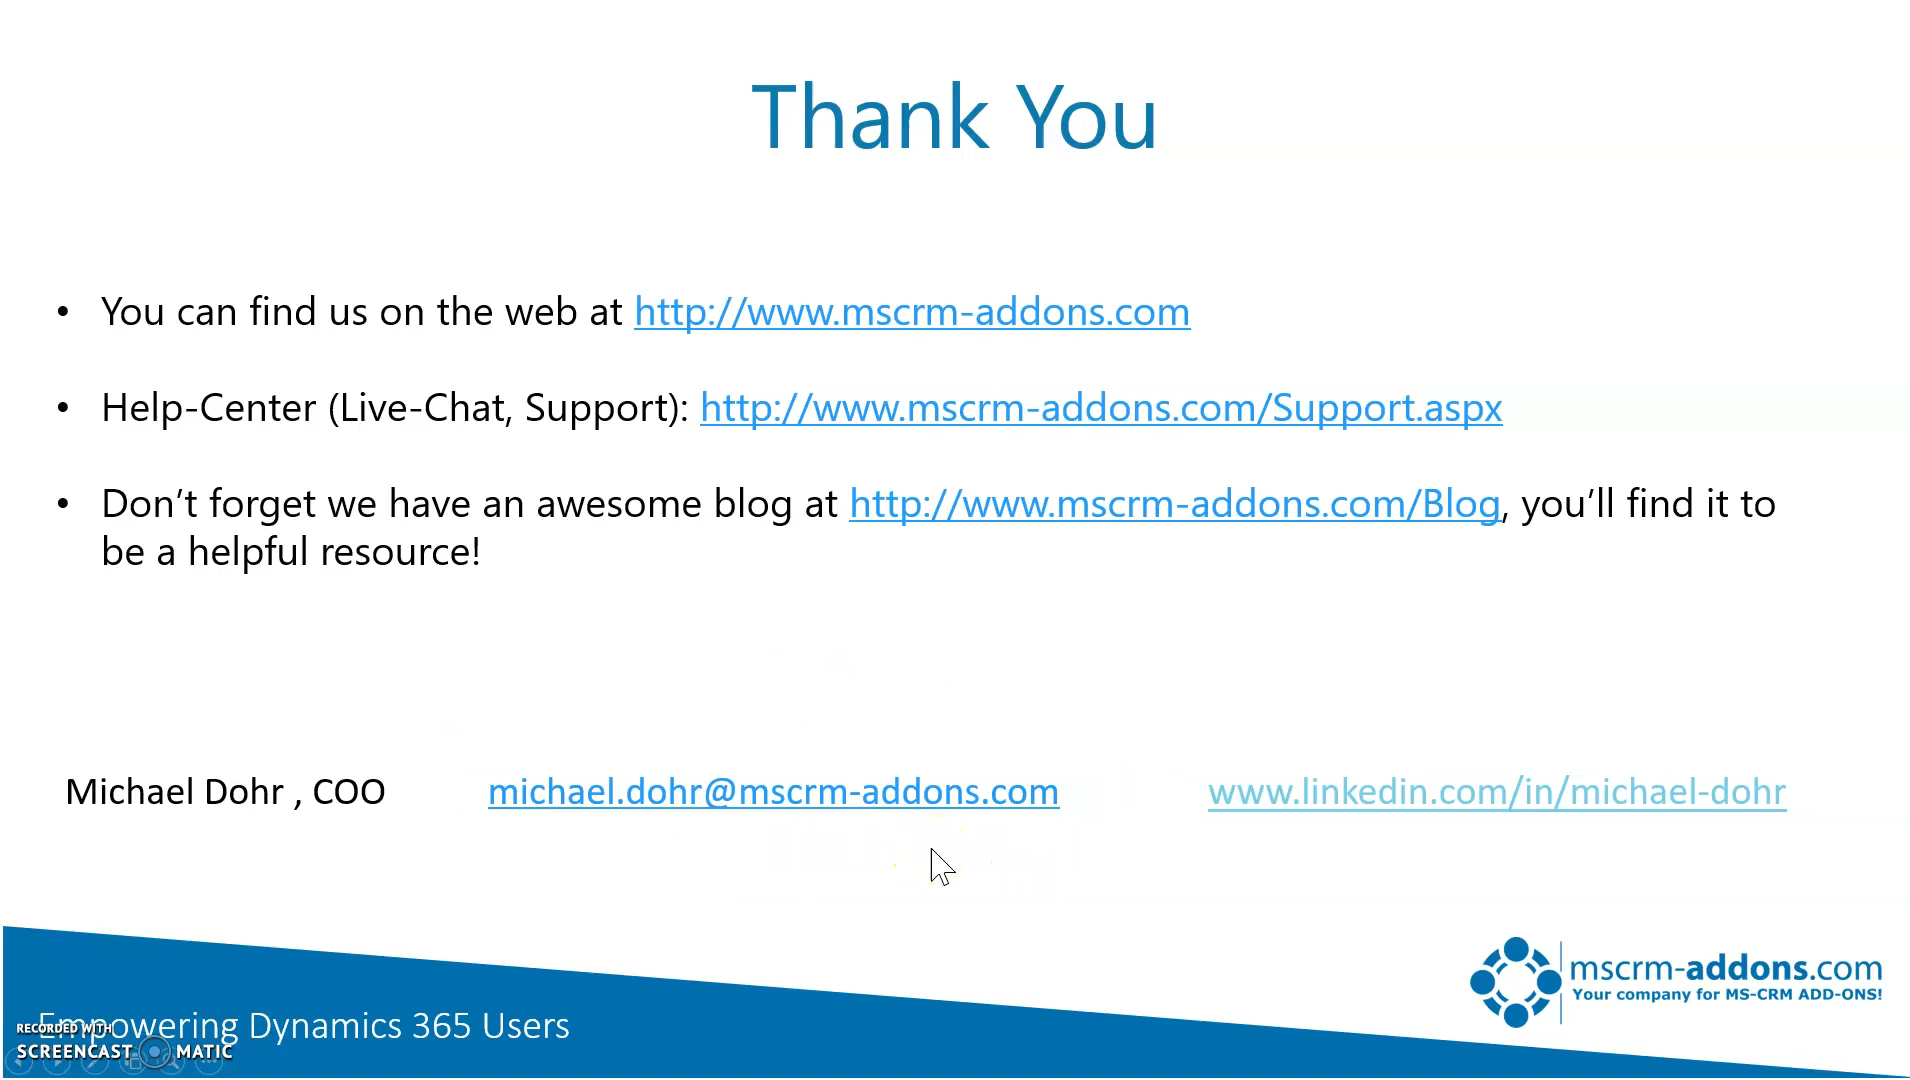 Thank You
• You can find us on the web at http://www.mscrm-addons.com
• Help-Center (Live-Chat, Support): http://www.mscrm-addons.com/Support.aspx
• Don’t forget we have an awesome blog at http://www.mscrm-addons.com/Blog, you’ll find it to
be a helpful resource!
Michael Dohr , COO michael.dohr@mscrm-addons.com www.linkedin.com/in/michael-dohr
mscrm-addons.com
Your company for MS-CRM ADD-ONS!
Empowering Dynamics 365 Users
RECORDED WITH
SCREENCAST MATIC